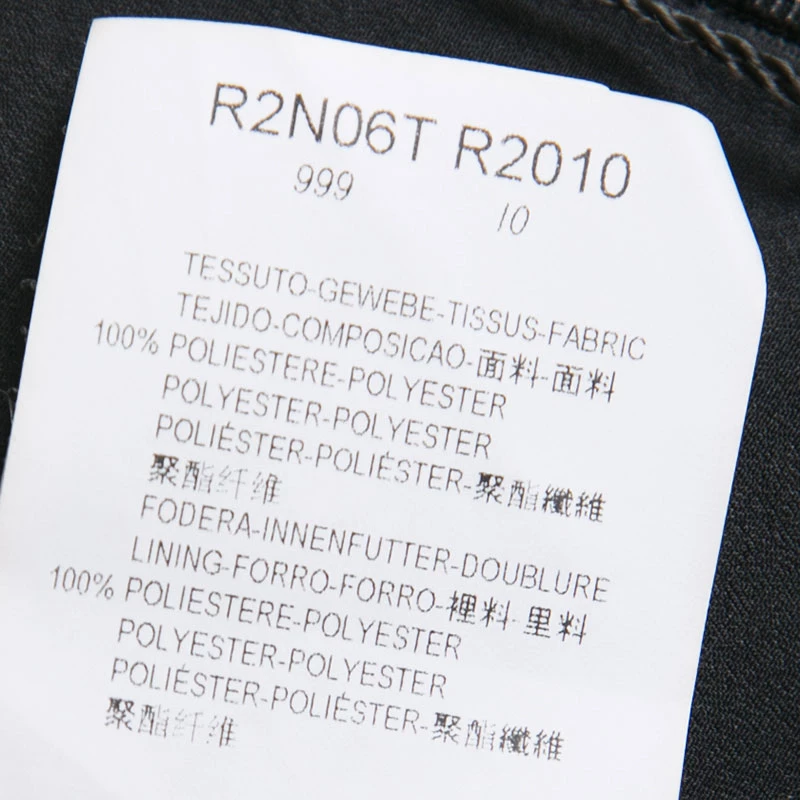 R2N06T R2010
999 10
TESSUTO-GEWEBE-TISSUS-FABRIC
TEJIDO-COMPOSICAO-面料-面料
100% POLIESTERE-POLYESTER
POLYESTER-POLYESTER
POLIÉSTER-POLIÉSTER-聚酯纖維
聚酯纤维
FODERA-INNENFUTTER-DOUBLURE
LINING-FORRO-FORRO-裡料-里料
100% POLIESTERE-POLYESTER
POLYESTER-POLYESTER
POLIÉSTER-POLIÉSTER-聚酯纖維
聚酯纤维